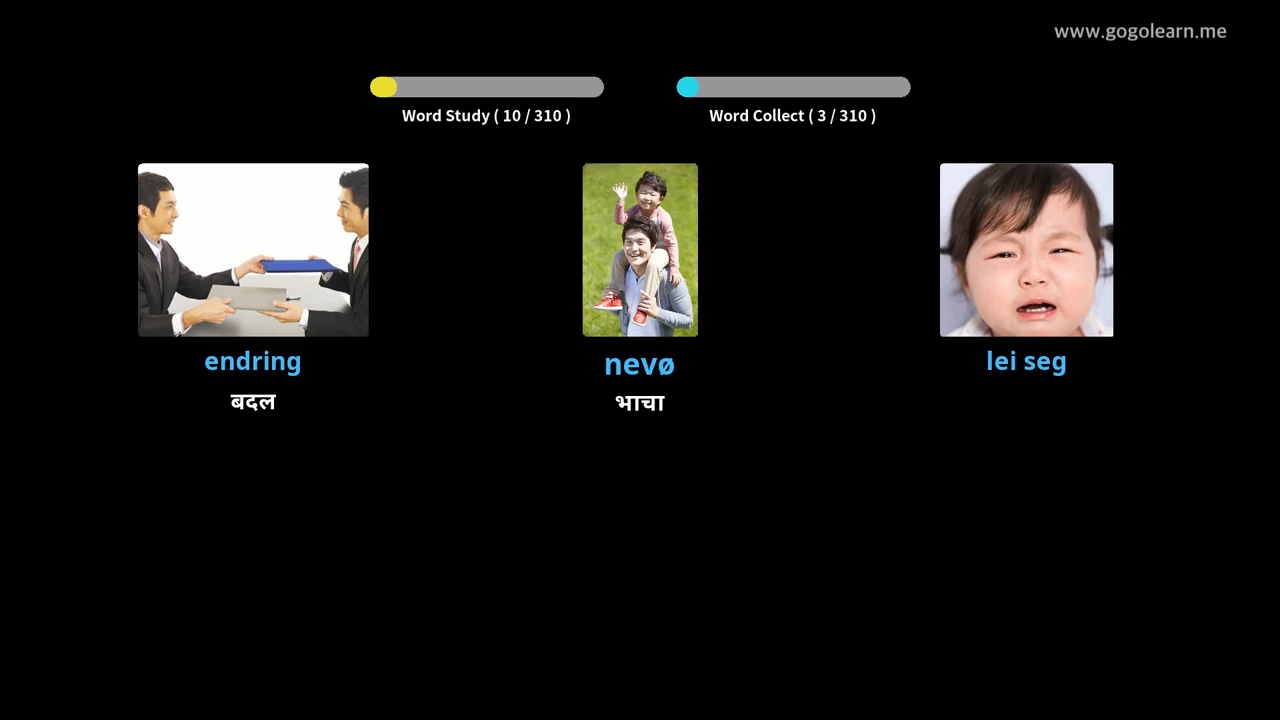 www.gogolearn.me
Word Study ( 10 / 310 )
Word Collect ( 3 / 310 )
endring
nevø
lei seg
बदल
भाचा